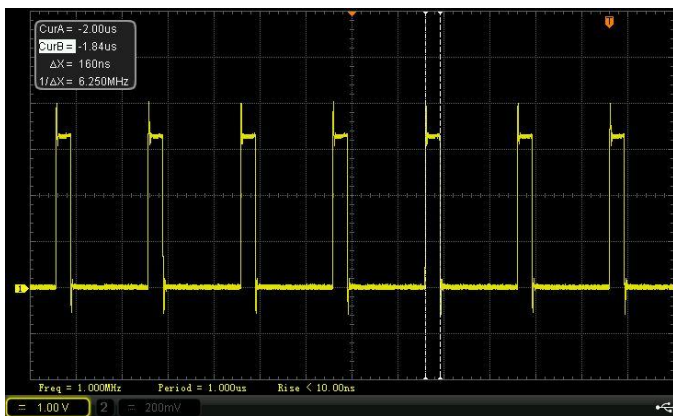 T
CurA = -2.00us
CurB = -1.84us
ΔX = 160ns
1/ΔX = 6.250MHz
1
Freq = 1.000MHz Period = 1.000us Rise < 10.00ns
= 1.00 V 2 = 200mV